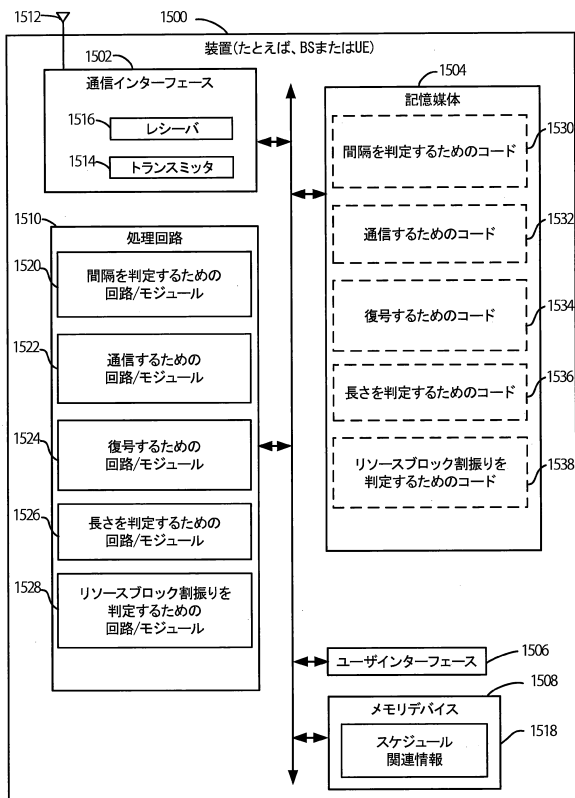 1512
1500
装置(たとえば、BSまたはUE)
1502
通信インターフェース
1516
レシーバ
1514
トランスミッタ
1504
記憶媒体
間隔を判定するためのコード
1530
通信するためのコード
1532
復号するためのコード
1534
長さを判定するためのコード
1536
リソースブロック割振りを
判定するためのコード
1538
1510
処理回路
1520
間隔を判定するための
回路/モジュール
1522
通信するための
回路/モジュール
1524
復号するための
回路/モジュール
1526
長さを判定するための
回路/モジュール
1528
リソースブロック割振りを
判定するための
回路/モジュール
ユーザインターフェース
1506
1508
メモリデバイス
1518
スケジュール
関連情報